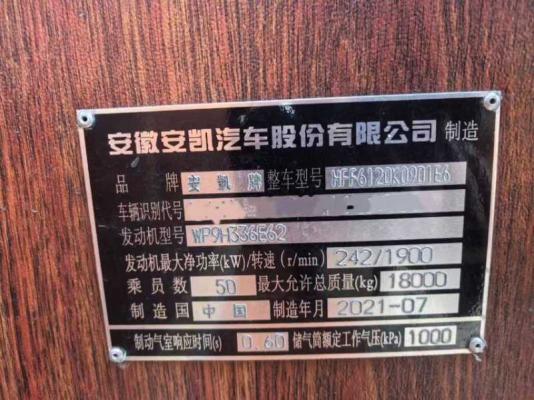 安徽安凯汽车股份有限公司 制造
品牌 安凯牌 整车型号 HFF6120K09D1E6
车辆识别代号
发动机型号 WP9H336E62
发动机最大净功率(kW)/转速(r/min) 242/1900
乘员数 50 最大允许总质量(kg) 18000
制造国 中国 制造年月 2021-07
制动气室响应时间(s) 0.60 储气筒额定工作气压(kPa) 1000